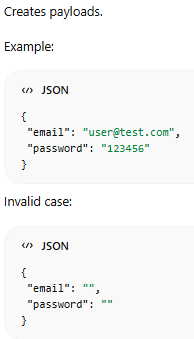 Creates payloads.
Example:
</> JSON
{
"email": "user@test.com",
"password": "123456"
}
Invalid case:
</> JSON
{
"email": "",
"password": ""
}